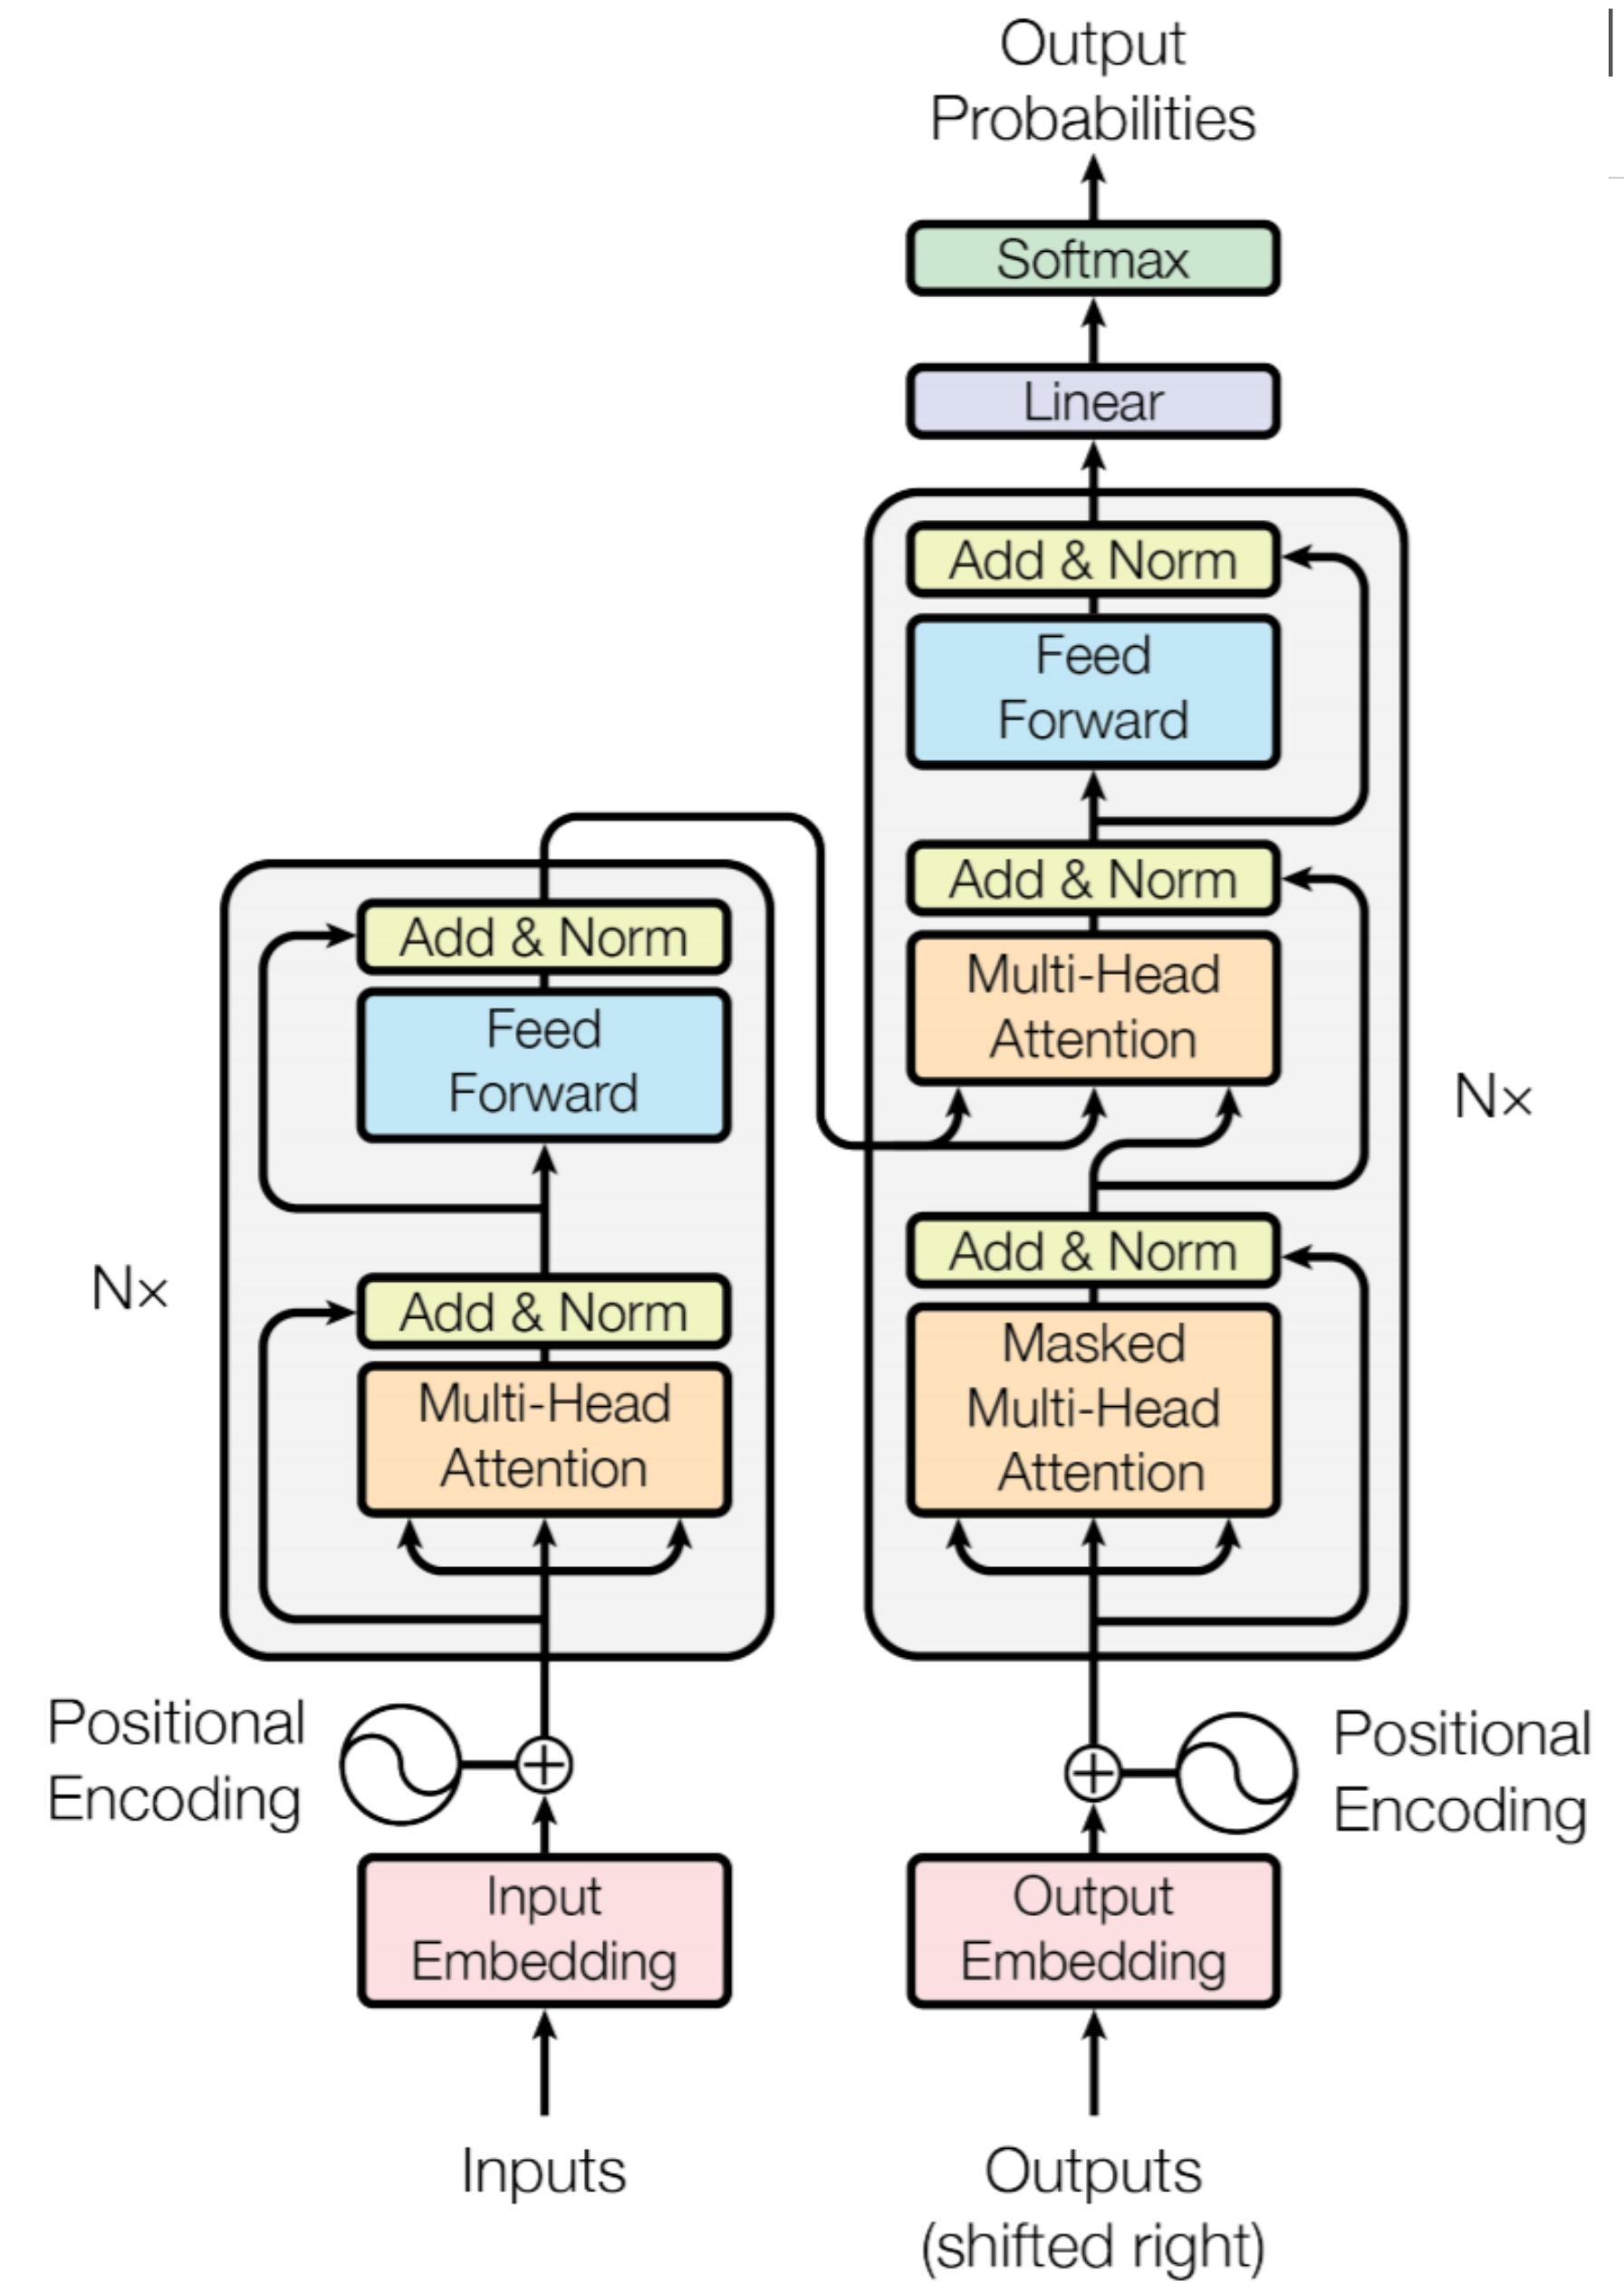 Output
Probabilities
Softmax
Linear
Add & Norm
Feed
Forward
Add & Norm
Multi-Head
Attention
Nx
Add & Norm
Masked
Multi-Head
Attention
Add & Norm
Feed
Forward
Nx
Add & Norm
Multi-Head
Attention
Positional
Encoding
Positional
Encoding
Input
Embedding
Output
Embedding
Inputs
Outputs
(shifted right)